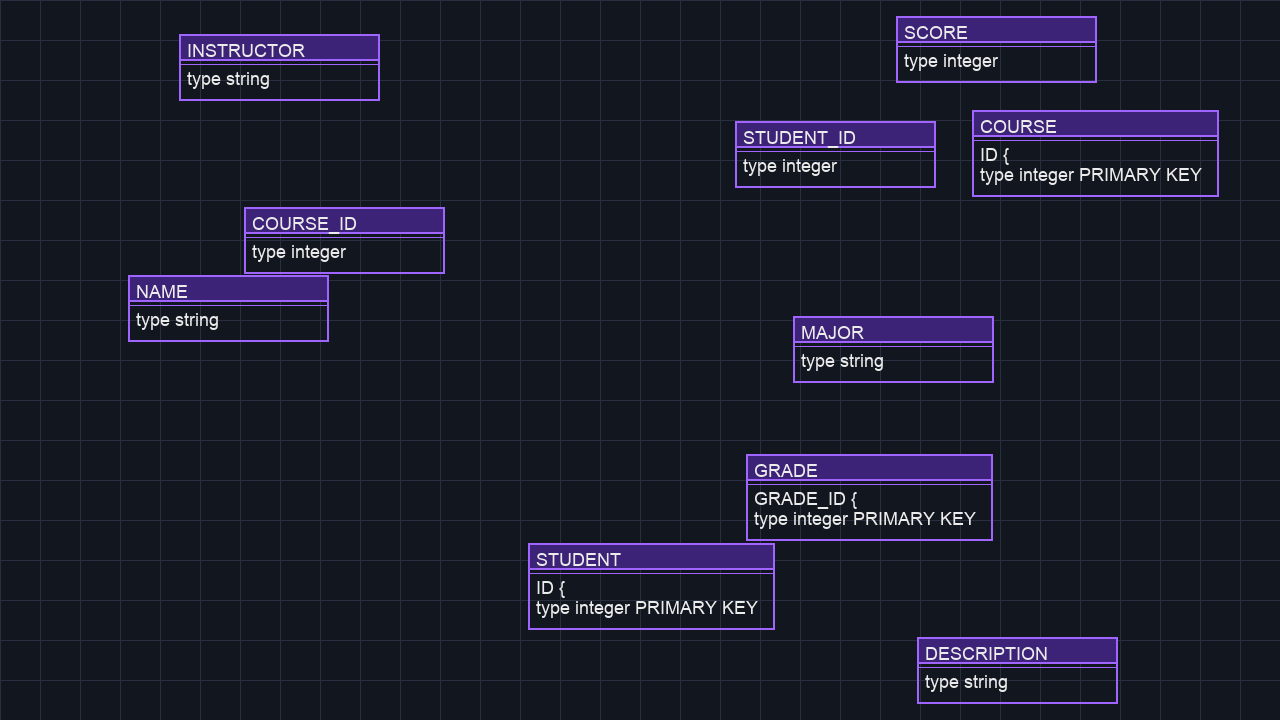 INSTRUCTOR
type string
SCORE
type integer
STUDENT_ID
type integer
COURSE
ID {
type integer PRIMARY KEY
COURSE_ID
type integer
NAME
type string
MAJOR
type string
GRADE
GRADE_ID {
type integer PRIMARY KEY
STUDENT
ID {
type integer PRIMARY KEY
DESCRIPTION
type string